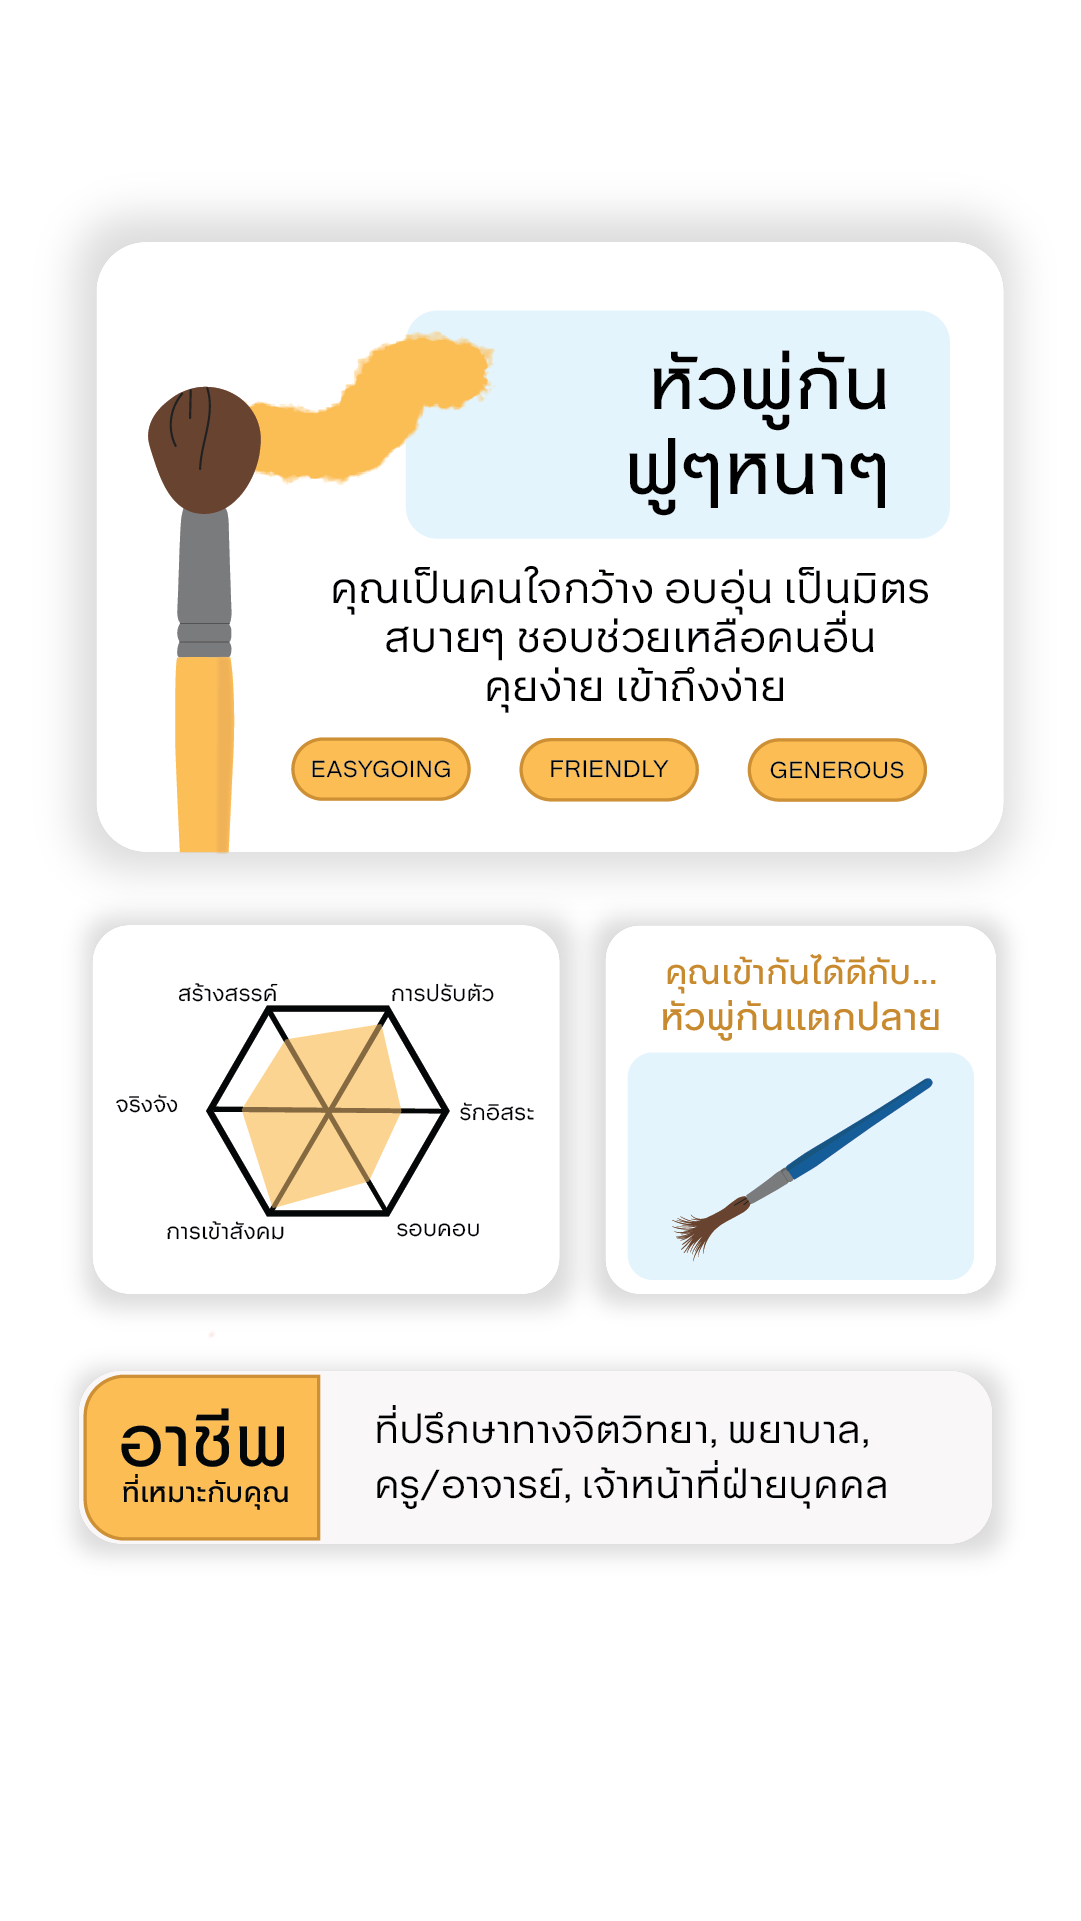 หัวพู่กัน
ฟูๆหนาๆ
คุณเป็นคนใจกว้าง อบอุ่น เป็นมิตร
สบายๆ ชอบช่วยเหลือคนอื่น
คุยง่าย เข้าถึงง่าย
EASYGOING FRIENDLY GENEROUS
สร้างสรรค์ การปรับตัว
จริงจัง รักอิสระ
การเข้าสังคม รอบคอบ
คุณเข้ากันได้ดีกับ...
หัวพู่กันแตกปลาย
อาชีพ
ที่เหมาะกับคุณ
ที่ปรึกษาทางจิตวิทยา, พยาบาล,
ครู/อาจารย์, เจ้าหน้าที่ฝ่ายบุคคล